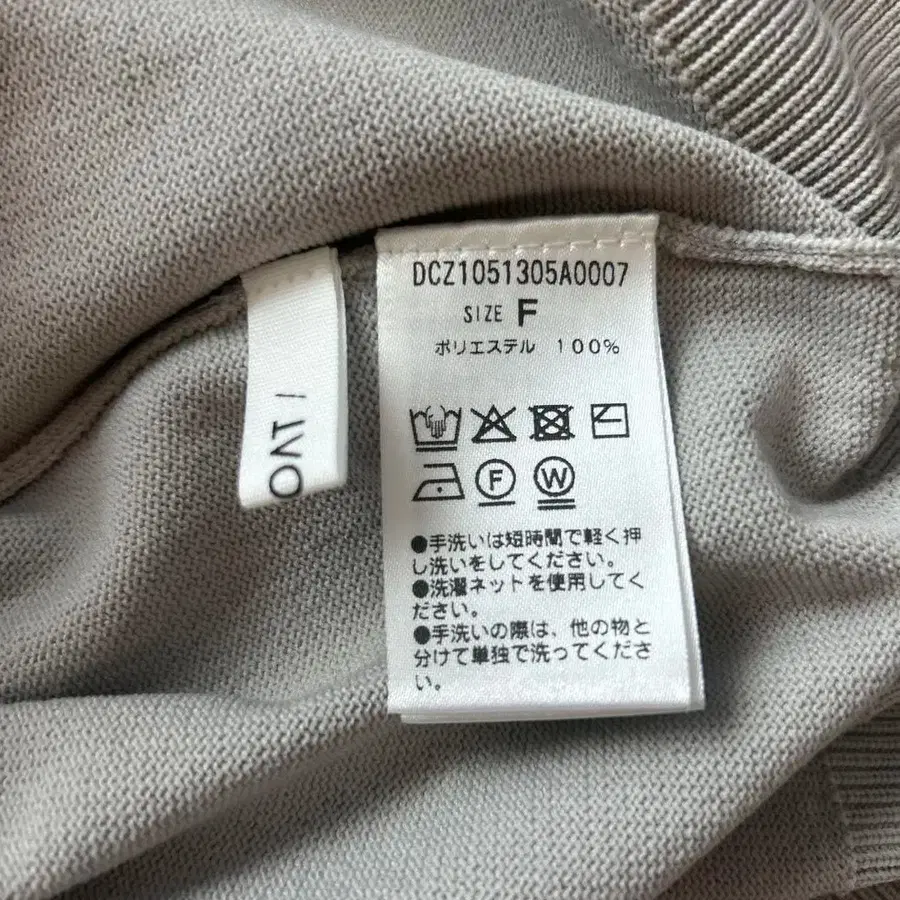 DCZ1051305A0007
SIZE F
ポリエステル 100%
F
W
●手洗いは短時間で軽く押
し洗いをしてください。
●洗濯ネットを使用してく
ださい。
●手洗いの際は、他の物と
分けて単独で洗ってくださ
い。